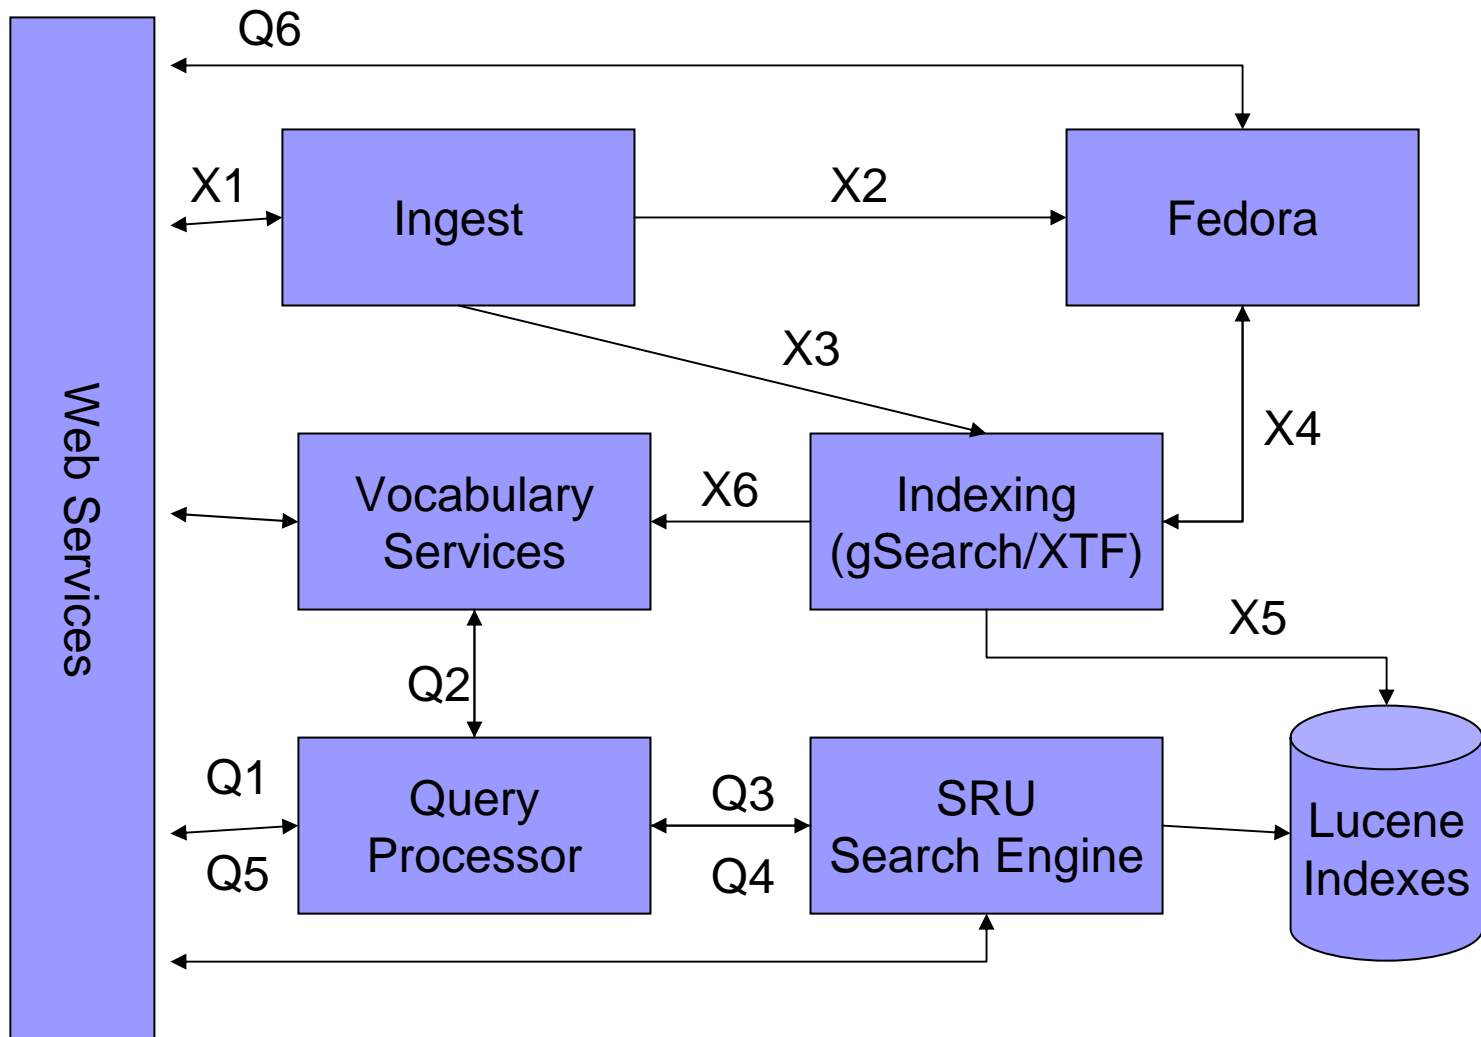 Q6
X1
Ingest
X2
Fedora
X3
Web Services
X4
Vocabulary
Services
X6
Indexing
(gSearch/XTF)
X5
Q2
Q1
Q5
Query
Processor
Q3
Q4
SRU
Search Engine
Lucene
Indexes